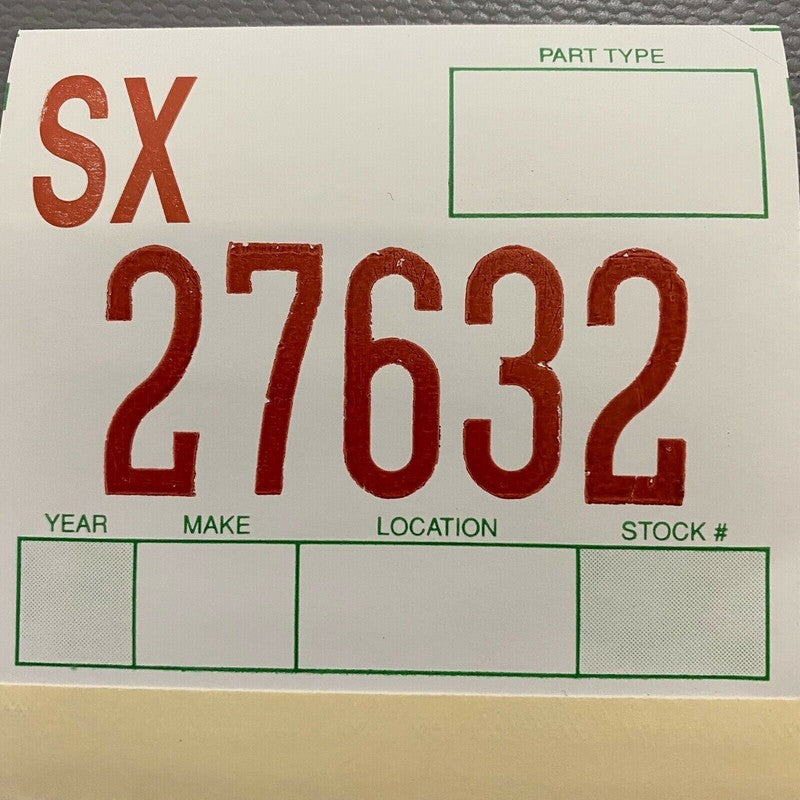 PART TYPE
SX
27632
YEAR MAKE LOCATION STOCK #